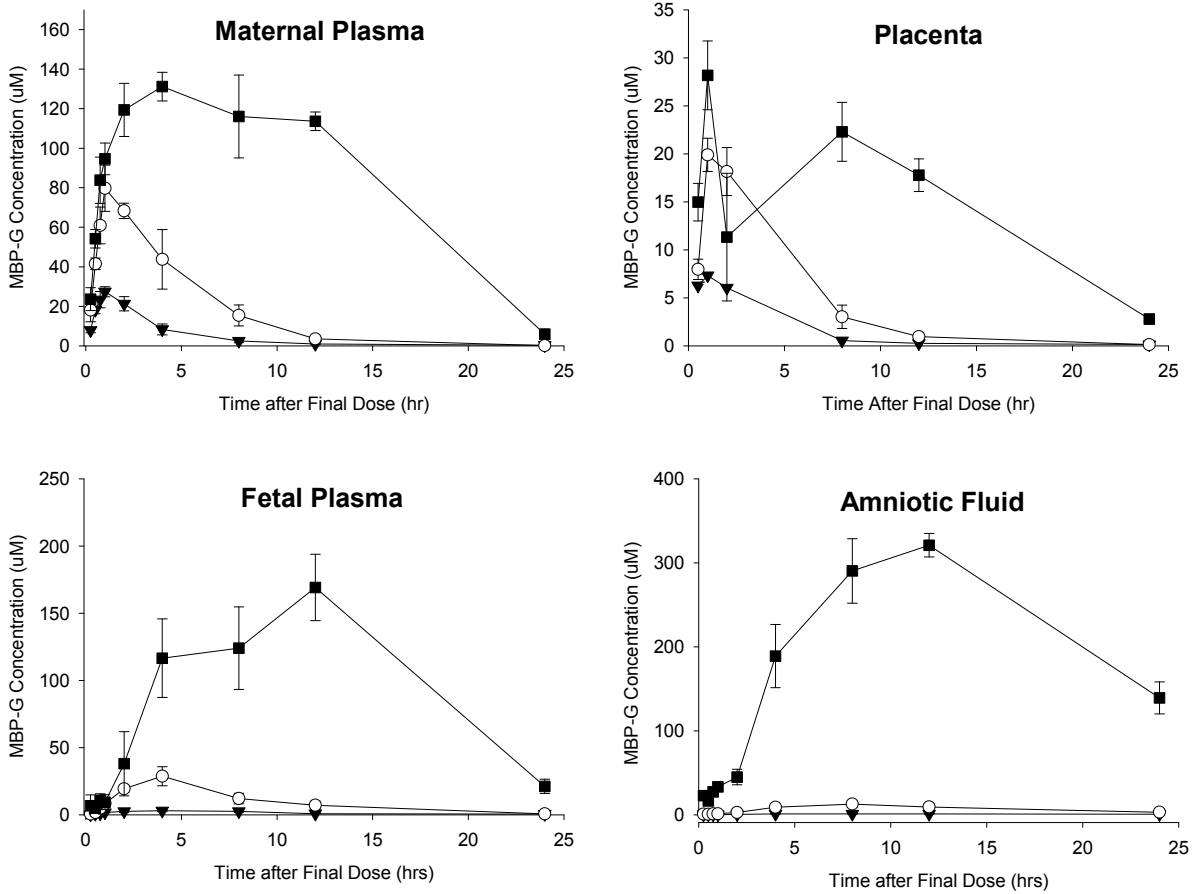 Maternal Plasma
MBP-G Concentration (uM)
160
140
120
100
80
60
40
20
0
0 5 10 15 20 25
Time after Final Dose (hr)
Placenta
MBP-G Concentration (uM)
35
30
25
20
15
10
5
0
0 5 10 15 20 25
Time After Final Dose (hr)
Fetal Plasma
MBP-G Concentration (uM)
250
200
150
100
50
0
0 5 10 15 20 25
Time after Final Dose (hrs)
Amniotic Fluid
MBP-G Concentration (uM)
400
300
200
100
0
0 5 10 15 20 25
Time after Final Dose (hrs)